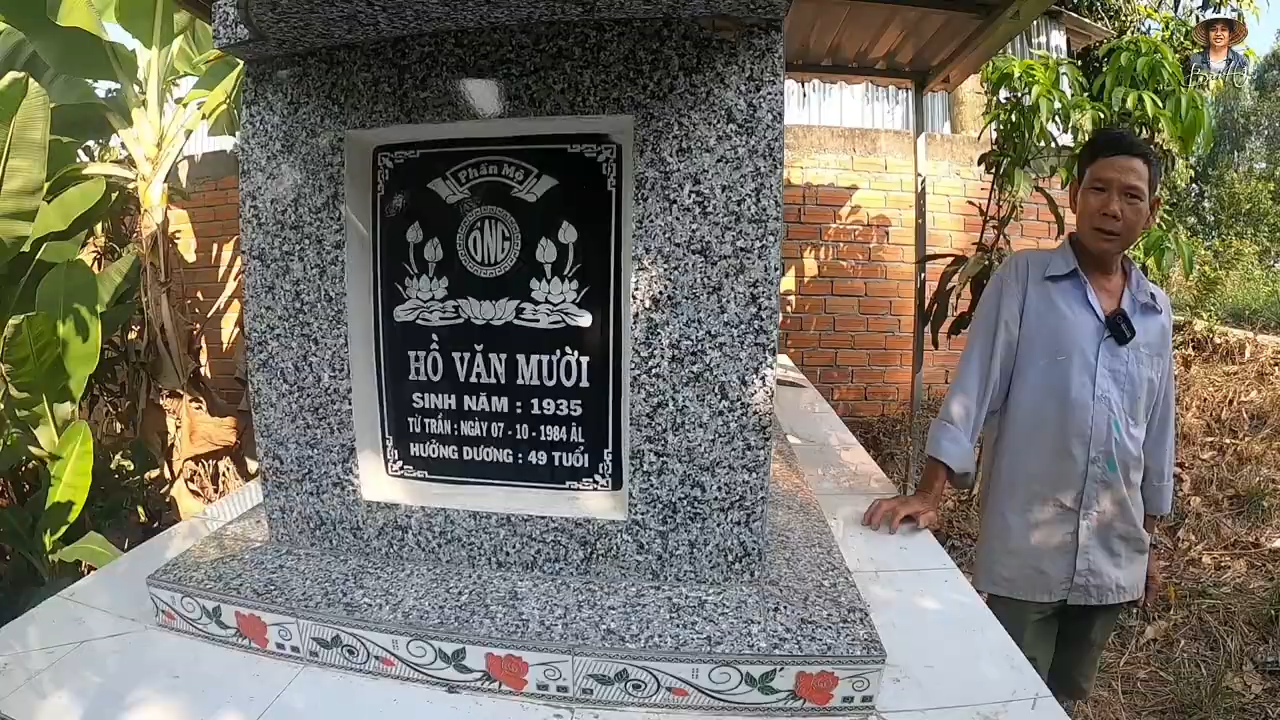 Phần Mộ
ÔNG
HỒ VĂN MƯỜI
SINH NĂM : 1935
TỪ TRẦN : NGÀY 07 - 10 - 1984 ÂL
HƯỞNG DƯƠNG : 49 TUỔI